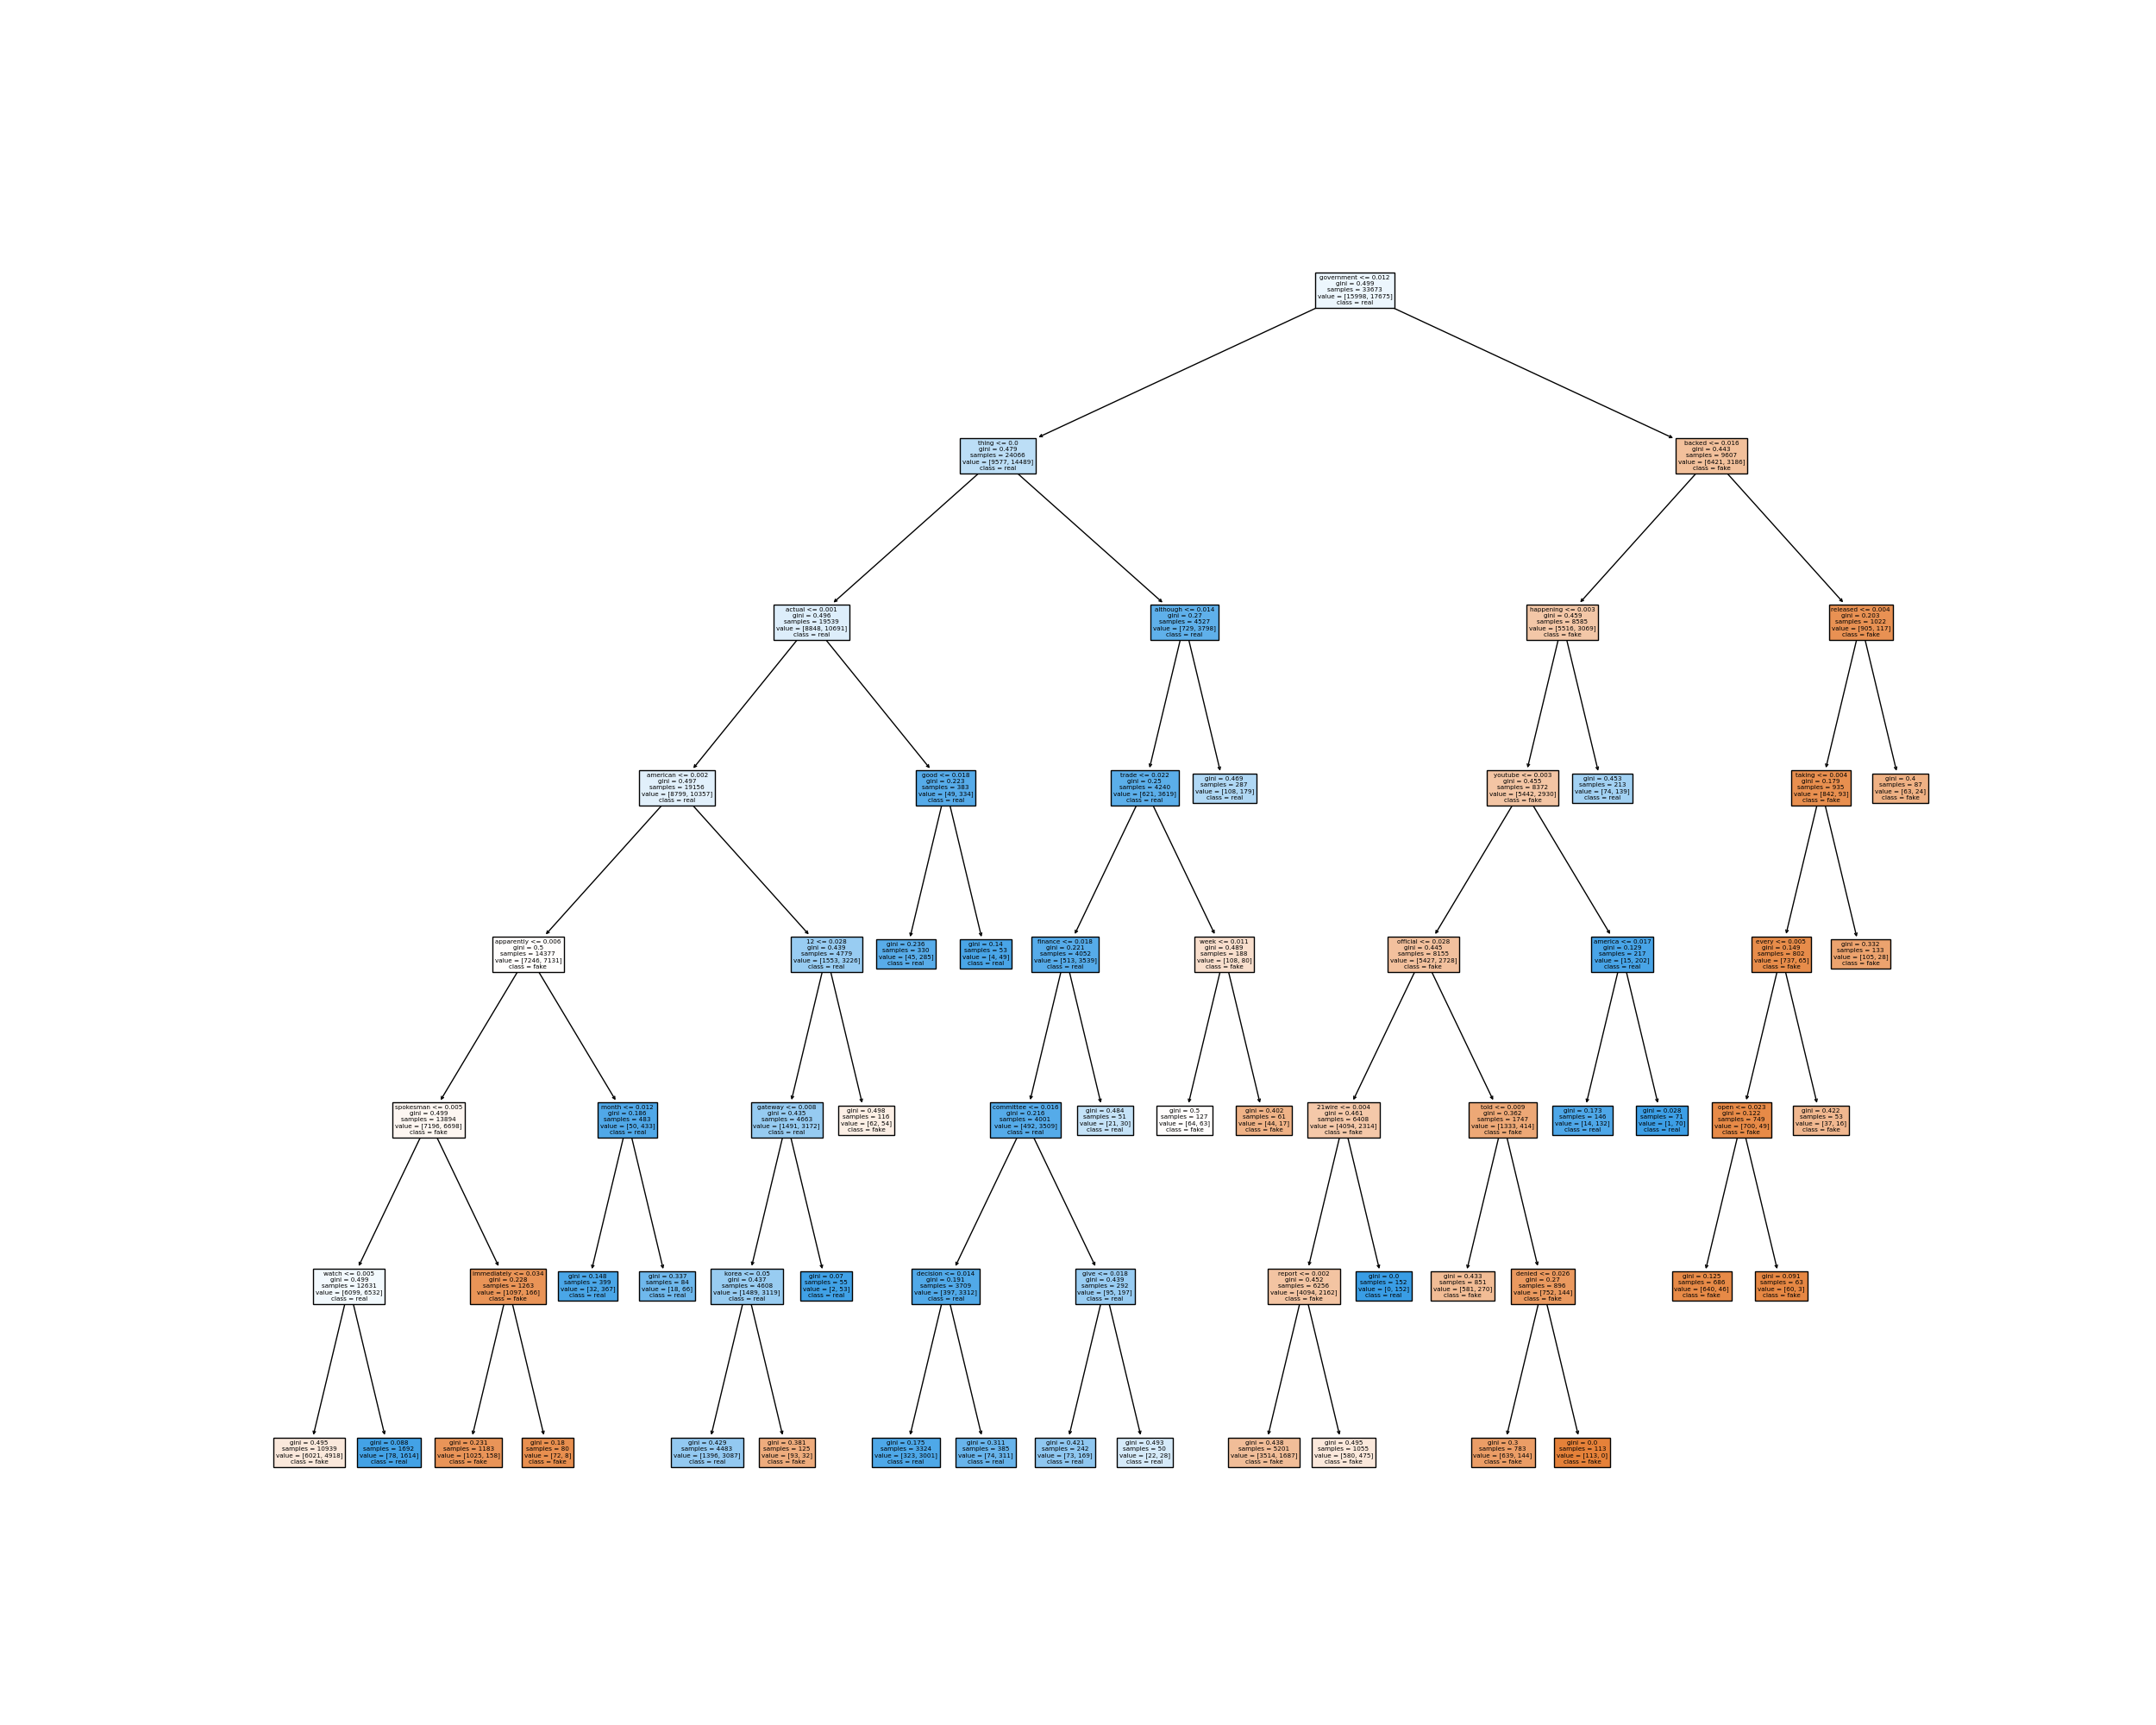 government <= 0.012
gini = 0.499
samples = 33673
value = [15998, 17675]
class = real
thing <= 0.0
gini = 0.479
samples = 24066
value = [9577, 14489]
class = real
backed <= 0.016
gini = 0.443
samples = 9607
value = [6421, 3186]
class = fake
actual <= 0.001
gini = 0.496
samples = 19539
value = [8848, 10691]
class = real
although <= 0.014
gini = 0.27
samples = 4527
value = [729, 3798]
class = real
happening <= 0.003
gini = 0.459
samples = 8585
value = [5516, 3069]
class = fake
released <= 0.004
gini = 0.203
samples = 1022
value = [905, 117]
class = fake
american <= 0.002
gini = 0.497
samples = 19156
value = [8799, 10357]
class = real
good <= 0.018
gini = 0.223
samples = 383
value = [49, 334]
class = real
trade <= 0.022
gini = 0.25
samples = 4240
value = [621, 3619]
class = real
gini = 0.469
samples = 287
value = [108, 179]
class = real
youtube <= 0.003
gini = 0.455
samples = 8372
value = [5442, 2930]
class = fake
gini = 0.453
samples = 213
value = [74, 139]
class = real
taking <= 0.004
gini = 0.179
samples = 935
value = [842, 93]
class = fake
gini = 0.4
samples = 87
value = [63, 24]
class = fake
apparently <= 0.006
gini = 0.5
samples = 14377
value = [7246, 7131]
class = fake
12 <= 0.028
gini = 0.439
samples = 4779
value = [1553, 3226]
class = real
gini = 0.236
samples = 330
value = [45, 285]
class = real
gini = 0.14
samples = 53
value = [4, 49]
class = real
finance <= 0.018
gini = 0.221
samples = 4052
value = [513, 3539]
class = real
week <= 0.011
gini = 0.489
samples = 188
value = [108, 80]
class = fake
official <= 0.028
gini = 0.445
samples = 8155
value = [5427, 2728]
class = fake
america <= 0.017
gini = 0.129
samples = 217
value = [15, 202]
class = real
every <= 0.005
gini = 0.149
samples = 802
value = [737, 65]
class = fake
gini = 0.332
samples = 133
value = [105, 28]
class = fake
spokesman <= 0.005
gini = 0.499
samples = 13894
value = [7196, 6698]
class = fake
month <= 0.012
gini = 0.186
samples = 483
value = [50, 433]
class = real
gateway <= 0.008
gini = 0.435
samples = 4663
value = [1491, 3172]
class = real
gini = 0.498
samples = 116
value = [62, 54]
class = fake
committee <= 0.016
gini = 0.216
samples = 4001
value = [492, 3509]
class = real
gini = 0.484
samples = 51
value = [21, 30]
class = real
gini = 0.5
samples = 127
value = [64, 63]
class = fake
gini = 0.402
samples = 61
value = [44, 17]
class = fake
21wire <= 0.004
gini = 0.461
samples = 6408
value = [4094, 2314]
class = fake
told <= 0.009
gini = 0.362
samples = 1747
value = [1333, 414]
class = fake
gini = 0.173
samples = 146
value = [14, 132]
class = real
gini = 0.028
samples = 71
value = [1, 70]
class = real
open <= 0.023
gini = 0.122
samples = 749
value = [700, 49]
class = fake
gini = 0.422
samples = 53
value = [37, 16]
class = fake
watch <= 0.005
gini = 0.499
samples = 12631
value = [6099, 6532]
class = real
immediately <= 0.034
gini = 0.228
samples = 1263
value = [1097, 166]
class = fake
gini = 0.148
samples = 399
value = [32, 367]
class = real
gini = 0.337
samples = 84
value = [18, 66]
class = real
korea <= 0.05
gini = 0.437
samples = 4608
value = [1489, 3119]
class = real
gini = 0.07
samples = 55
value = [2, 53]
class = real
decision <= 0.014
gini = 0.191
samples = 3709
value = [397, 3312]
class = real
give <= 0.018
gini = 0.439
samples = 292
value = [95, 197]
class = real
report <= 0.002
gini = 0.452
samples = 6256
value = [4094, 2162]
class = fake
gini = 0.0
samples = 152
value = [0, 152]
class = real
gini = 0.433
samples = 851
value = [581, 270]
class = fake
denied <= 0.026
gini = 0.27
samples = 896
value = [752, 144]
class = fake
gini = 0.125
samples = 686
value = [640, 46]
class = fake
gini = 0.091
samples = 63
value = [60, 3]
class = fake
gini = 0.495
samples = 10939
value = [6021, 4918]
class = fake
gini = 0.088
samples = 1692
value = [78, 1614]
class = real
gini = 0.231
samples = 1183
value = [1025, 158]
class = fake
gini = 0.18
samples = 80
value = [72, 8]
class = fake
gini = 0.429
samples = 4483
value = [1396, 3087]
class = real
gini = 0.381
samples = 125
value = [93, 32]
class = fake
gini = 0.175
samples = 3324
value = [323, 3001]
class = real
gini = 0.311
samples = 385
value = [74, 311]
class = real
gini = 0.421
samples = 242
value = [73, 169]
class = real
gini = 0.493
samples = 50
value = [22, 28]
class = real
gini = 0.438
samples = 5201
value = [3514, 1687]
class = fake
gini = 0.495
samples = 1055
value = [580, 475]
class = fake
gini = 0.3
samples = 783
value = [639, 144]
class = fake
gini = 0.0
samples = 113
value = [113, 0]
class = fake